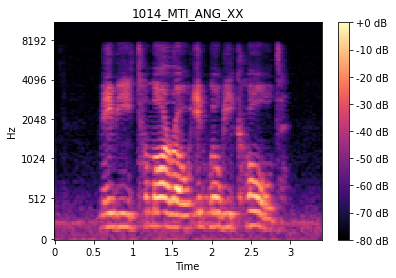 1014_MTI_ANG_XX
+0 dB
8192
-10 dB
4096
-20 dB
-30 dB
2048
Hz
-40 dB
1024
-50 dB
512
-60 dB
-70 dB
0
-80 dB
0 0.5 1 1.5 2 2.5 3
Time